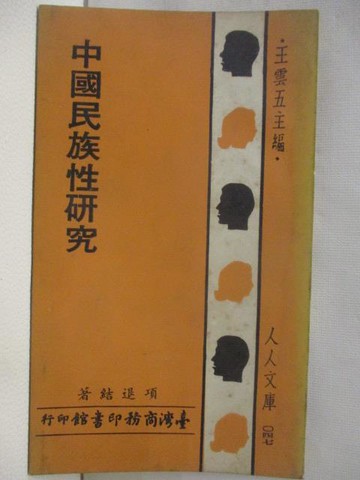 ·王雲五主編·
人人文庫
中國民族性研究
項退結著
臺灣商務印書館印行